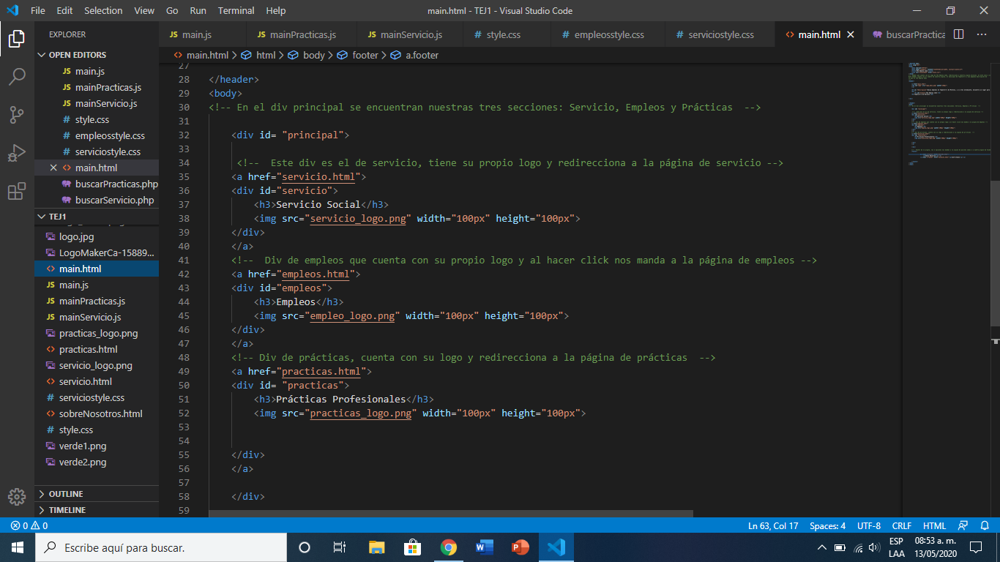 File Edit Selection View Go Run Terminal Help main.html - TEJ1 - Visual Studio Code
EXPLORER
OPEN EDITORS
JS main.js
JS mainPracticas.js
JS mainServicio.js
# style.css
# empleosstyle.css
# serviciostyle.css
<> main.html
buscarPracticas.php
buscarServicio.php
TEJ1
logo.jpg
LogoMakerCa-15889...
<> main.html
JS main.js
JS mainPracticas.js
JS mainServicio.js
practicas_logo.png
<> practicas.html
servicio_logo.png
<> servicio.html
# serviciostyle.css
<> sobreNosotros.html
# style.css
verde1.png
verde2.png
OUTLINE
TIMELINE
JS main.js JS mainPracticas.js JS mainServicio.js # style.css # empleosstyle.css # serviciostyle.css <> main.html buscarPractica ...
<> main.html > html > body > footer > a.footer
27
28 </header>
29 <body>
30 <!-- En el div principal se encuentran nuestras tres secciones: Servicio, Empleos y Prácticas  -->
31
32 <div id= "principal">
33
34 <!--  Este div es el de servicio, tiene su propio logo y redirecciona a la página de servicio -->
35 <a href="servicio.html">
36 <div id="servicio">
37 <h3>Servicio Social</h3>
38 <img src="servicio_logo.png" width="100px" height="100px">
39 </div>
40 </a>
41 <!--  Div de empleos que cuenta con su propio logo y al hacer click nos manda a la página de empleos -->
42 <a href="empleos.html">
43 <div id="empleos">
44 <h3>Empleos</h3>
45 <img src="empleo_logo.png" width="100px" height="100px">
46 </div>
47 </a>
48 <!-- Div de prácticas, cuenta con su logo y redirecciona a la página de prácticas  -->
49 <a href="practicas.html">
50 <div id= "practicas">
51 <h3>Prácticas Profesionales</h3>
52 <img src="practicas_logo.png" width="100px" height="100px">
53
54
55 </div>
56 </a>
57
58 </div>
59
0 0 Ln 63, Col 17 Spaces: 4 UTF-8 CRLF HTML
Escribe aquí para buscar.
ESP
LAA
08:53 a. m.
13/05/2020